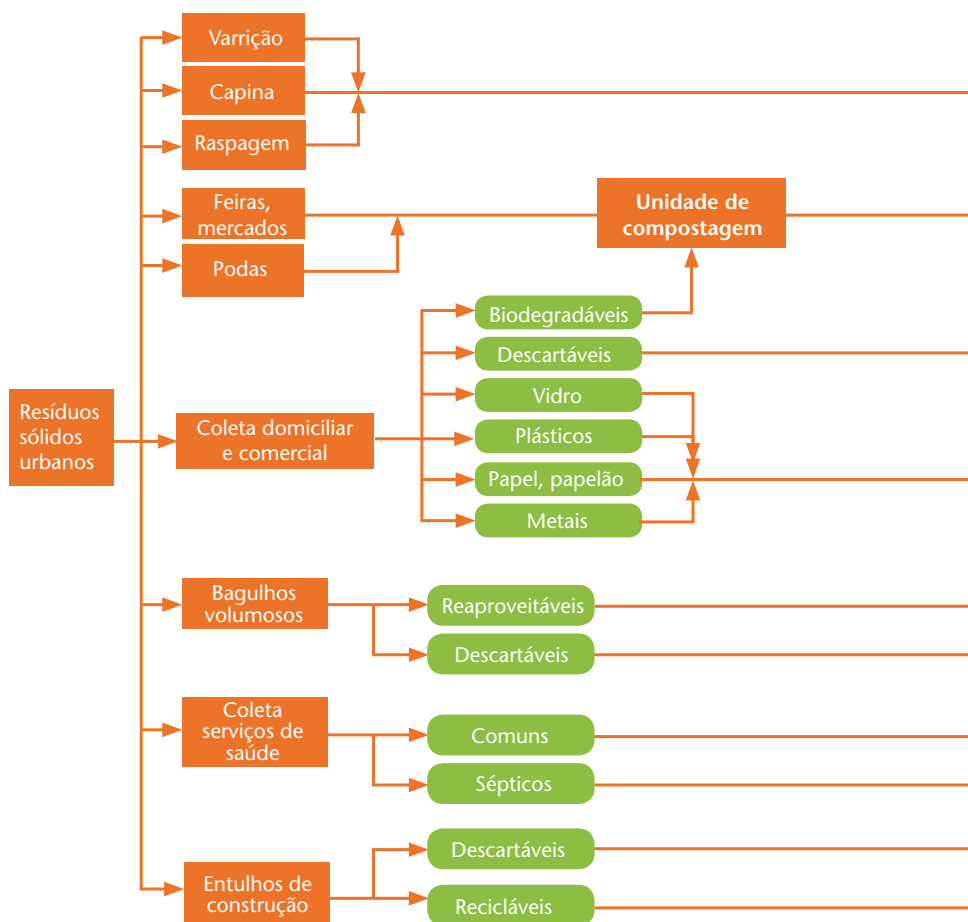 Varrição
Capina
Raspagem
Feiras,
mercados
Podas
Unidade de
compostagem
Biodegradáveis
Descartáveis
Vidro
Plásticos
Papel, papelão
Metais
Resíduos
sólidos
urbanos
Coleta domiciliar
e comercial
Bagulhos
volumosos
Reaproveitáveis
Descartáveis
Coleta
serviços de
saúde
Comuns
Sépticos
Entulhos de
construção
Descartáveis
Recicláveis